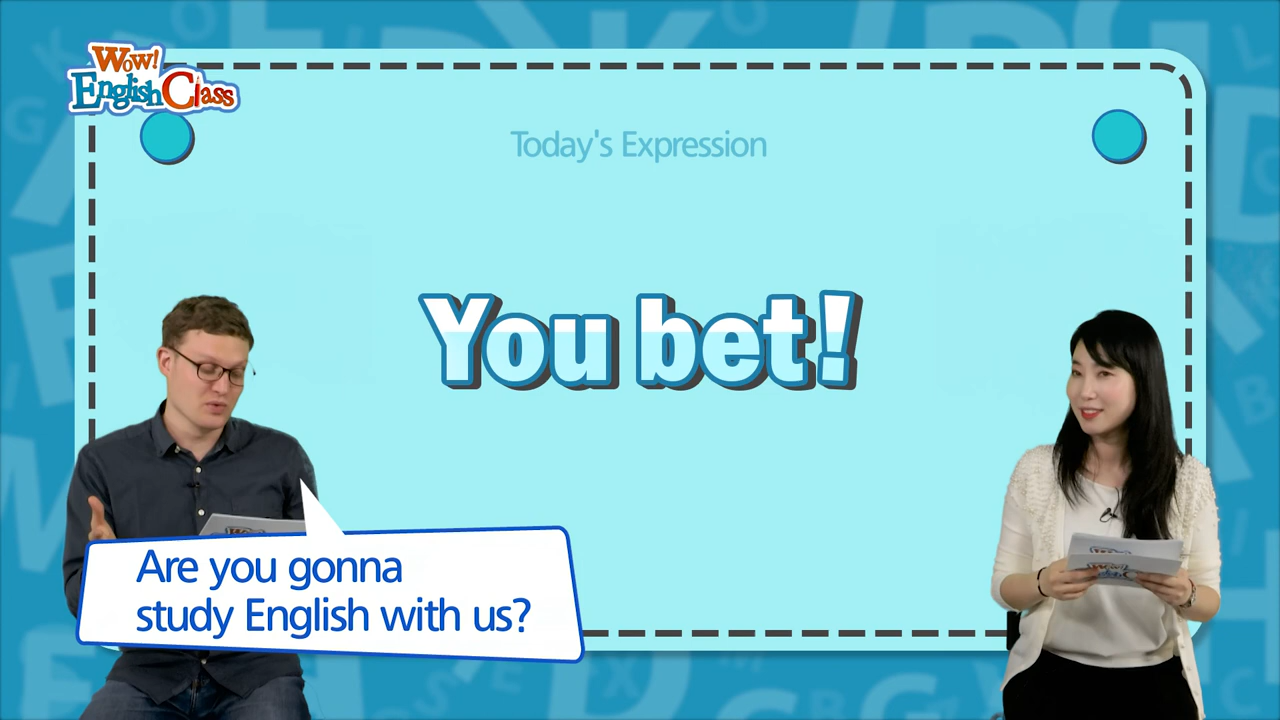 Wow!
English Class
Today's Expression
You bet!
Are you gonna
study English with us?